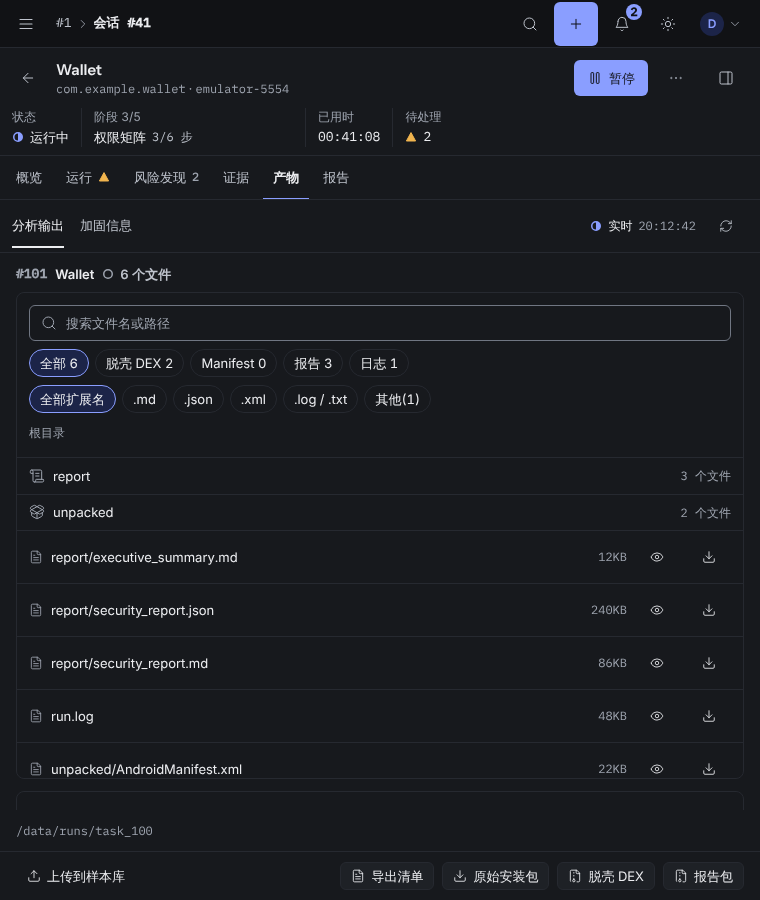 #1 > 会话 #41
2
D
Wallet
com.example.wallet·emulator-5554
暂停
状态
运行中
阶段 3/5
权限矩阵 3/6 步
已用时
00:41:08
待处理
2
概览 运行 风险发现 2 证据 产物 报告
分析输出 加固信息 实时 20:12:42
#101 Wallet 6 个文件
搜索文件名或路径
全部 6 脱壳 DEX 2 Manifest 0 报告 3 日志 1
全部扩展名 .md .json .xml .log / .txt 其他(1)
根目录
report 3 个文件
unpacked 2 个文件
report/executive_summary.md 12KB
report/security_report.json 240KB
report/security_report.md 86KB
run.log 48KB
unpacked/AndroidManifest.xml 22KB
/data/runs/task_100
上传到样本库 导出清单 原始安装包 脱壳 DEX 报告包